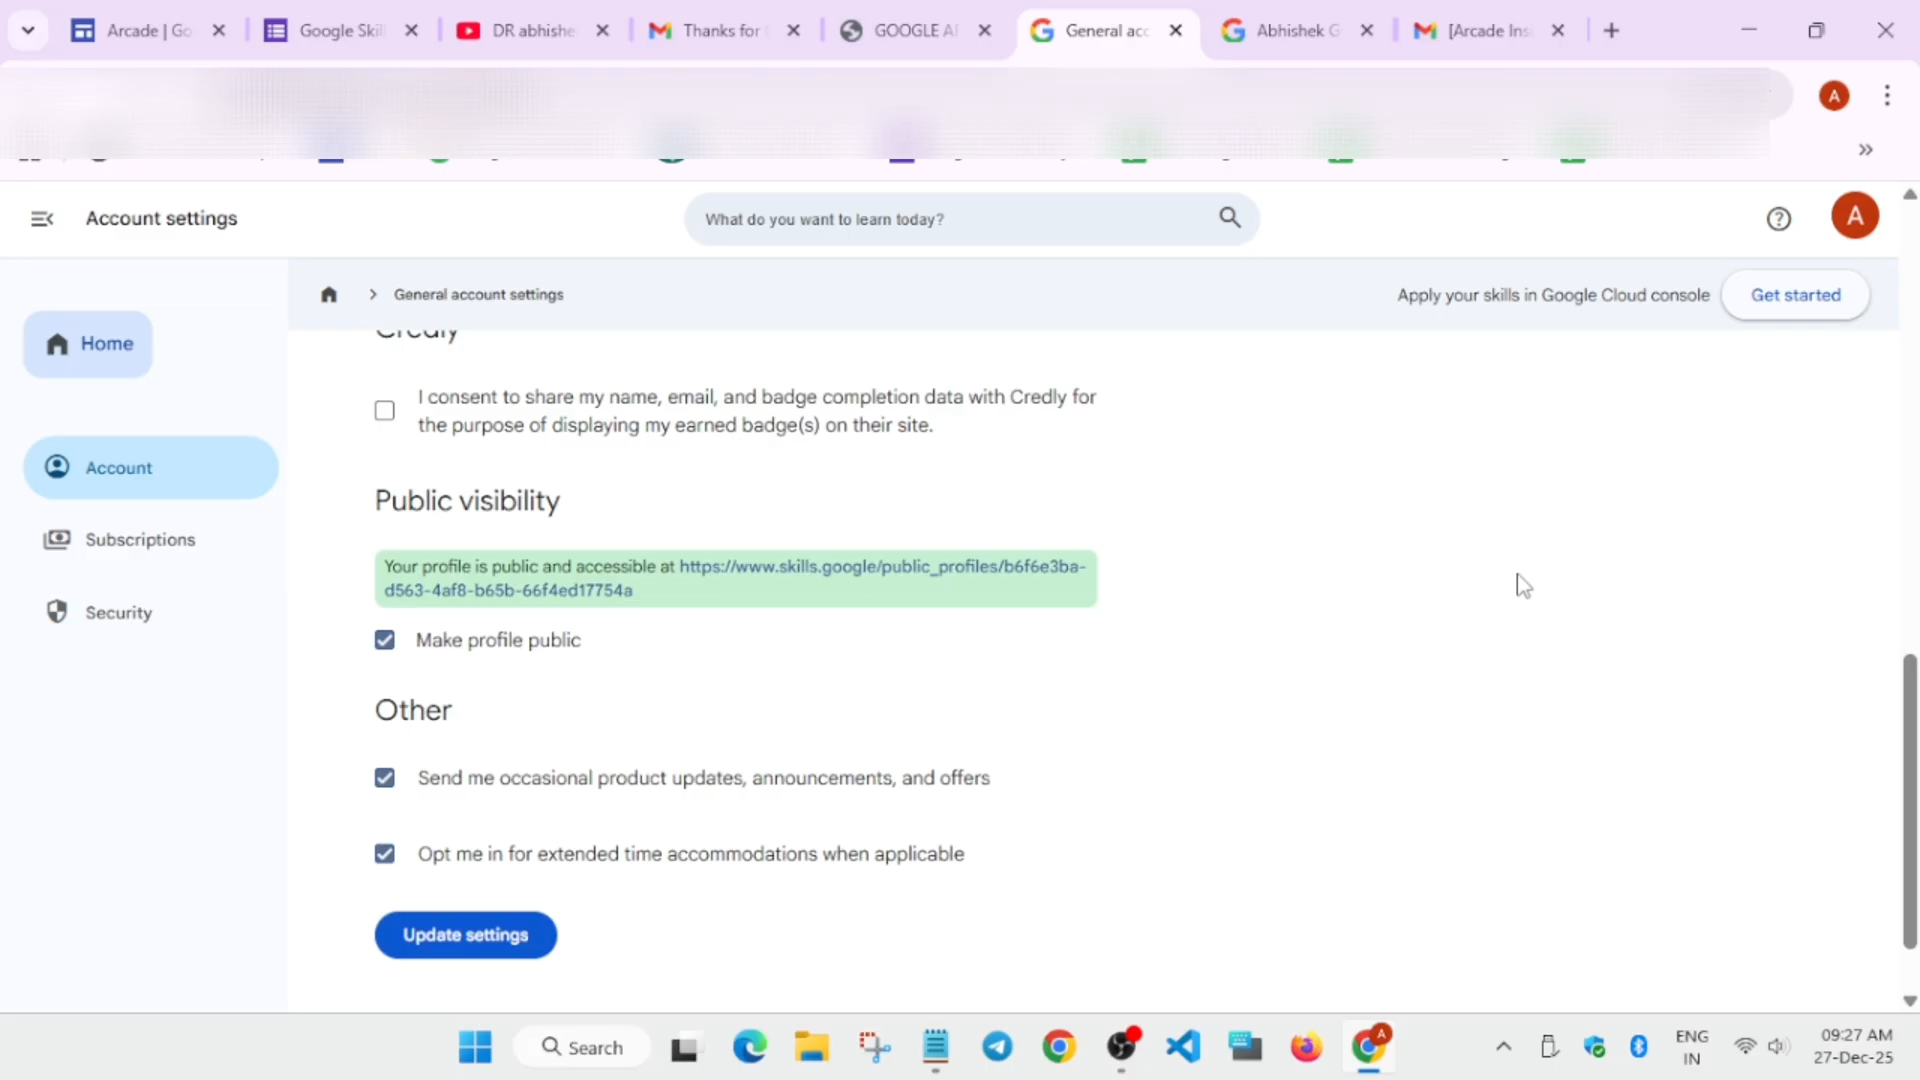 Arcade | Go
Google Skil
DR abhishe
Thanks for
GOOGLE A
General acc
Abhishek G
[Arcade Ins
A
Account settings
What do you want to learn today?
A
Home
General account settings
Apply your skills in Google Cloud console
Get started
Credly
I consent to share my name, email, and badge completion data with Credly for
the purpose of displaying my earned badge(s) on their site.
Account
Public visibility
Subscriptions
Your profile is public and accessible at https://www.skills.google/public_profiles/b6f6e3ba-
d563-4af8-b65b-66f4ed17754a
Security
Make profile public
Other
Send me occasional product updates, announcements, and offers
Opt me in for extended time accommodations when applicable
Update settings
Search
A
ENG
IN
09:27 AM
27-Dec-25